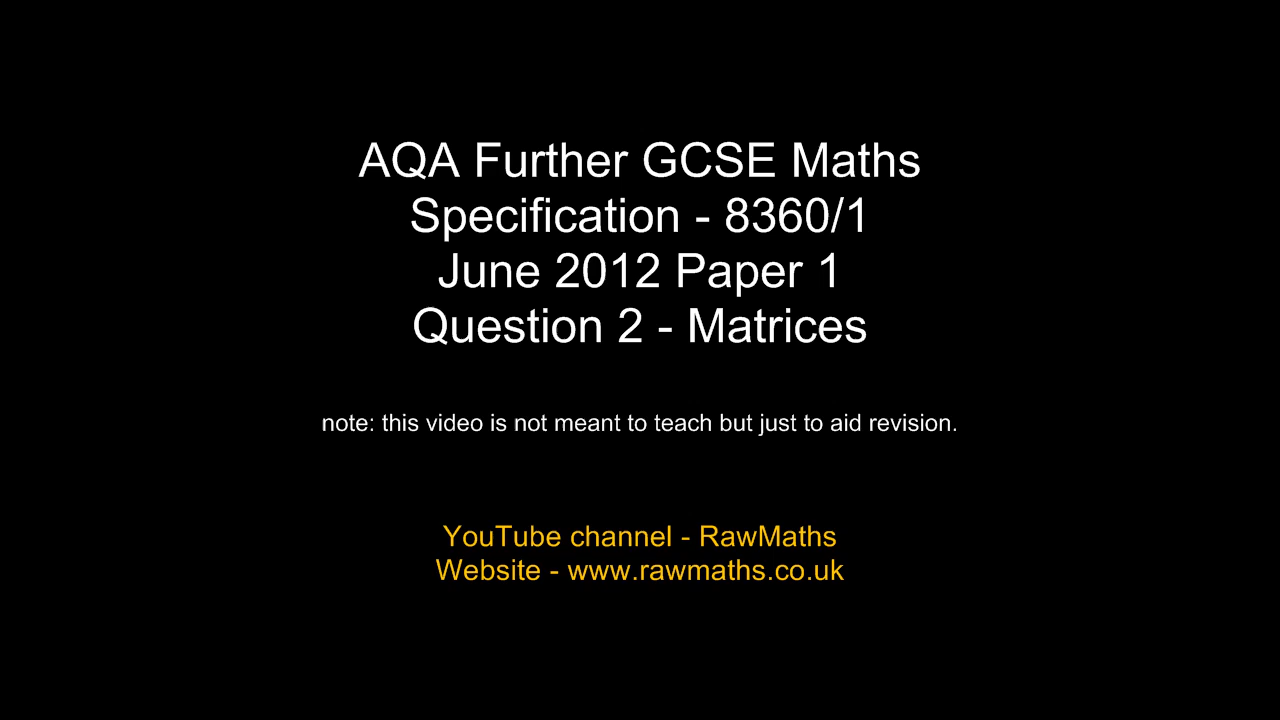 AQA Further GCSE Maths
Specification - 8360/1
June 2012 Paper 1
Question 2 - Matrices
note: this video is not meant to teach but just to aid revision.
YouTube channel - RawMaths
Website - www.rawmaths.co.uk